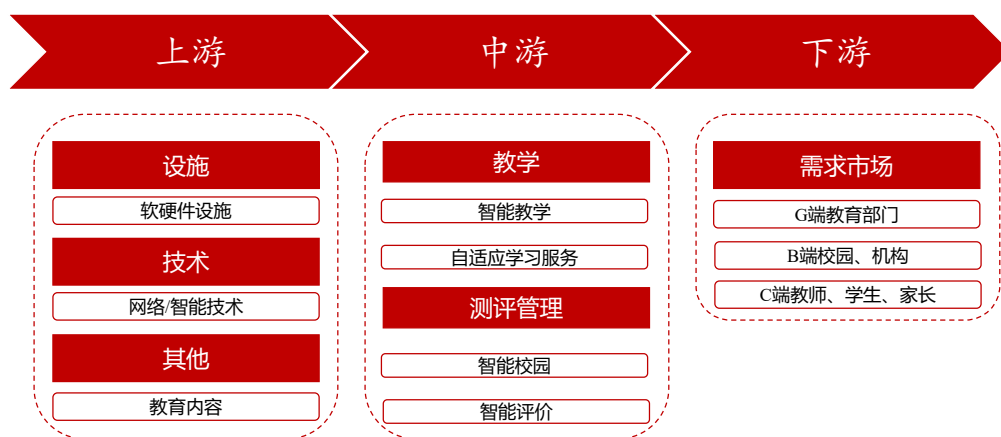 上游
中游
下游
设施
软硬件设施
技术
网络/智能技术
其他
教育内容
教学
智能教学
自适应学习服务
测评管理
智能校园
智能评价
需求市场
G端教育部门
B端校园、机构
C端教师、学生、家长